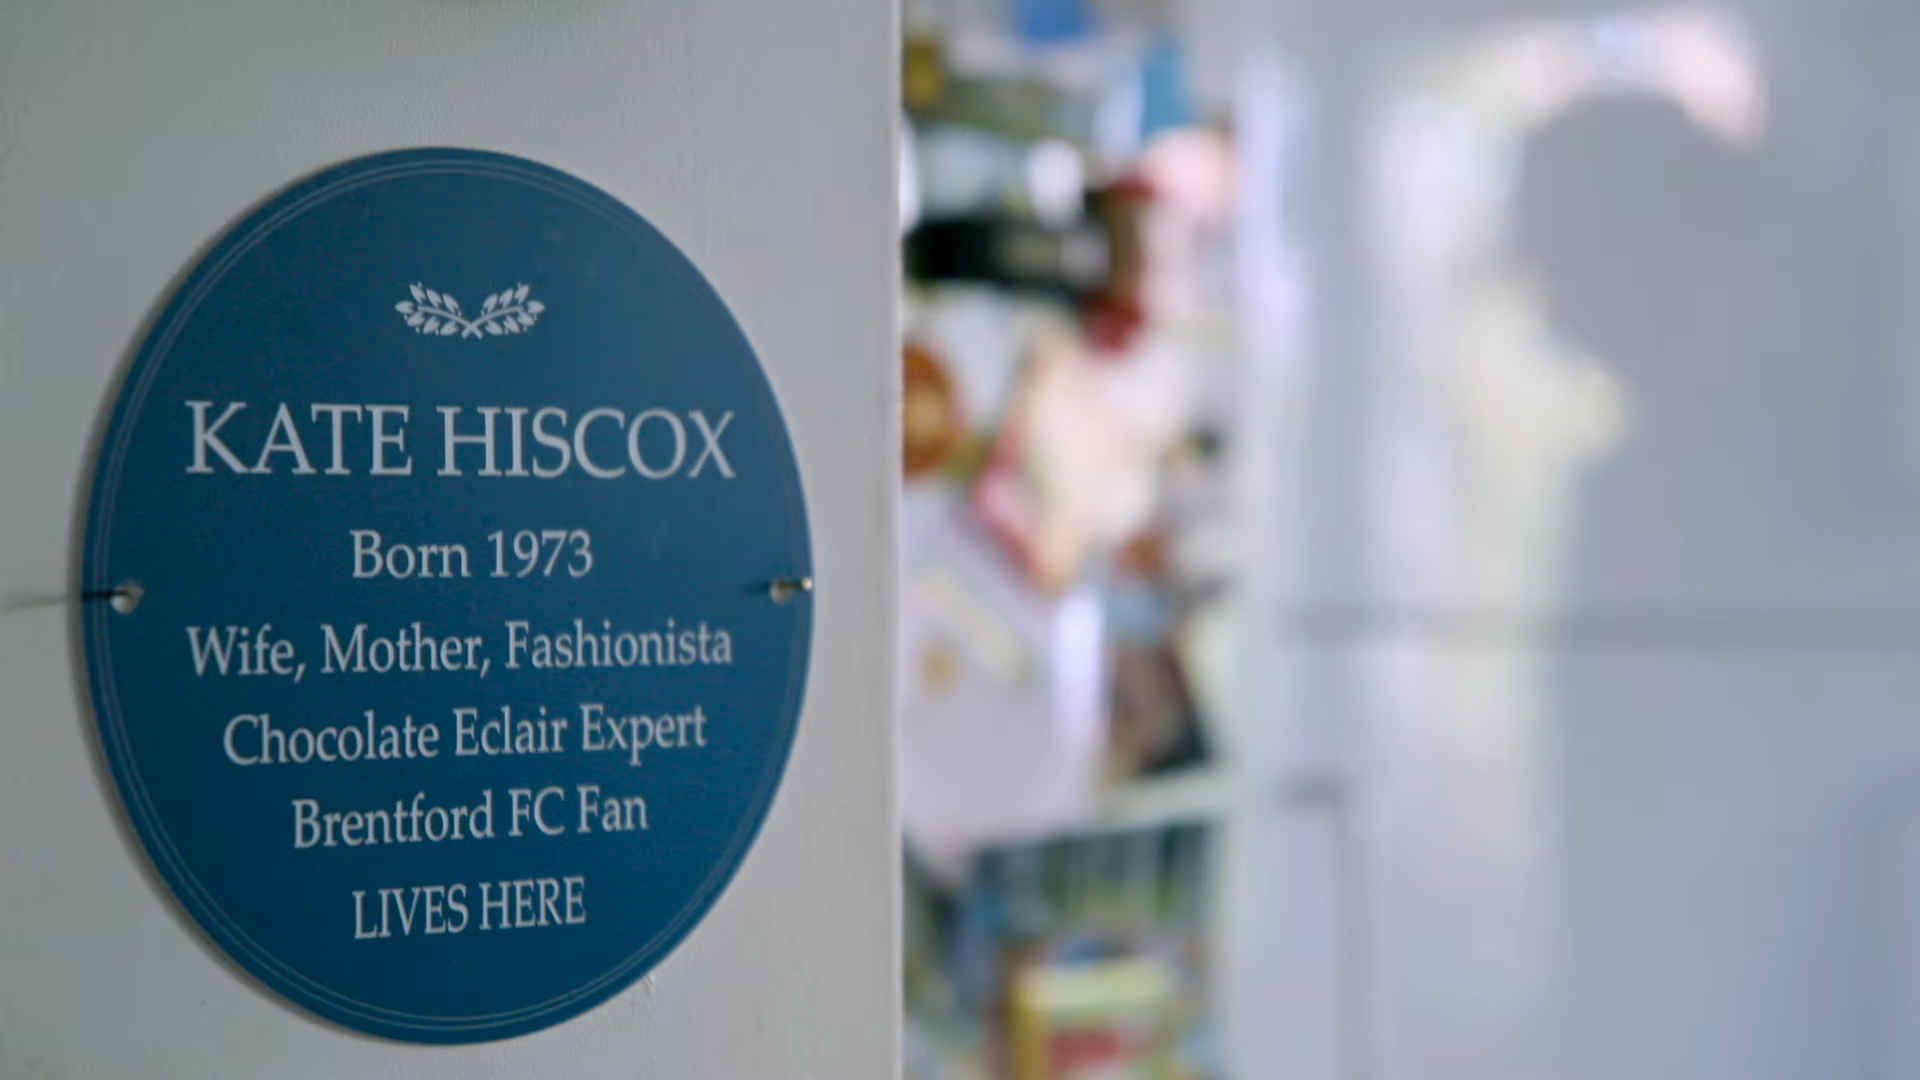 KATE HISCOX
Born 1973
Wife, Mother, Fashionista
Chocolate Eclair Expert
Brentford FC Fan
LIVES HERE